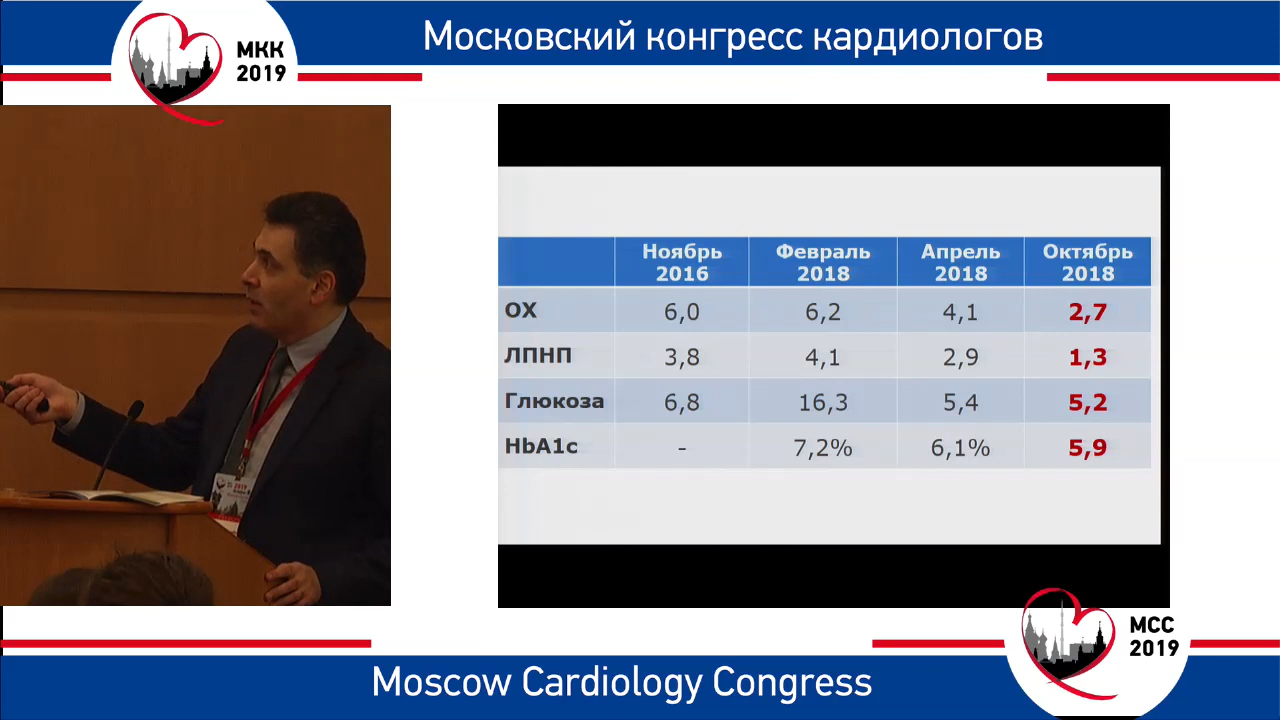 МКК
2019
Московский конгресс кардиологов
Ноябрь 2016 Февраль 2018 Апрель 2018 Октябрь 2018
ОХ 6,0 6,2 4,1 2,7
ЛПНП 3,8 4,1 2,9 1,3
Глюкоза 6,8 16,3 5,4 5,2
HbA1c - 7,2% 6,1% 5,9
МСС
2019
Moscow Cardiology Congress